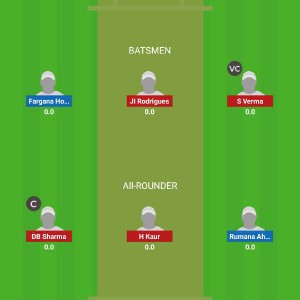 BATSMEN
VC
Fargana Ho...
JI Rodrigues
S Verma
0.0
0.0
0.0
All-ROUNDER
C
DB Sharma
H Kaur
Rumana Ah...
0.0
0.0
0.0